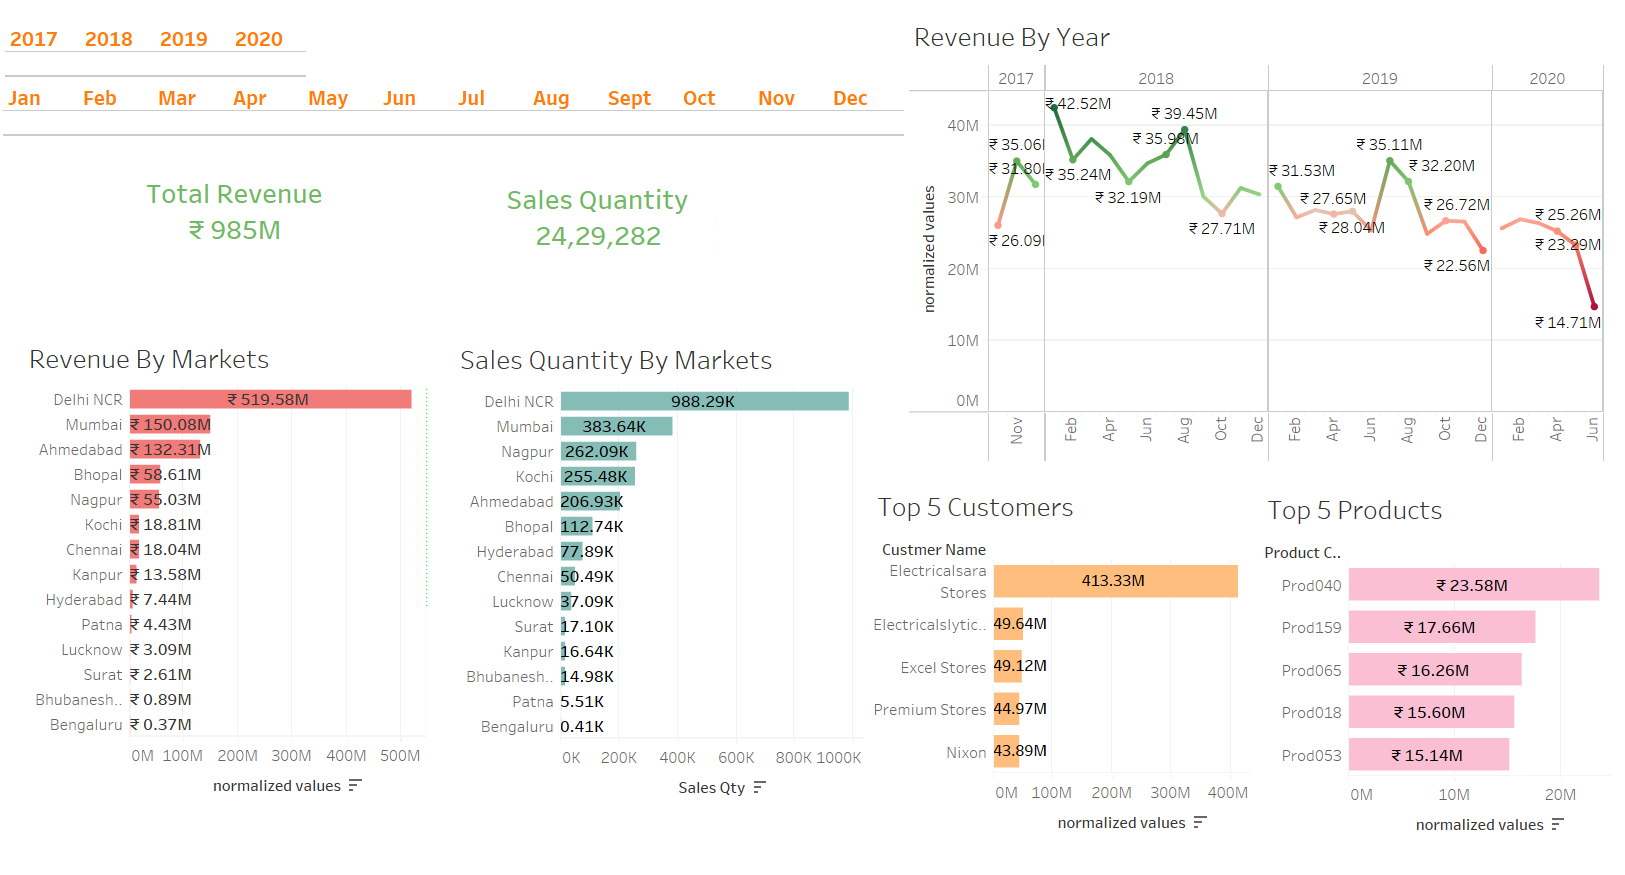 2017 2018 2019 2020
Jan Feb Mar Apr May Jun Jul Aug Sept Oct Nov Dec
Total Revenue
₹ 985M
Sales Quantity
24,29,282
Revenue By Year
2017 2018 2019 2020
normalized values
40M
30M
20M
10M
0M
₹ 35.06
₹ 31.80
₹ 26.09
₹ 42.52M
₹ 35.24M
₹ 32.19M
₹ 35.98M
₹ 39.45M
₹ 27.71M
₹ 31.53M
₹ 27.65M
₹ 28.04M
₹ 35.11M
₹ 32.20M
₹ 26.72M
₹ 22.56M
₹ 25.26M
₹ 23.29M
₹ 14.71M
Nov Feb Apr Jun Aug Oct Dec Feb Apr Jun Aug Oct Dec Feb Apr Jun
Revenue By Markets
Delhi NCR ₹ 519.58M
Mumbai ₹ 150.08M
Ahmedabad ₹ 132.31M
Bhopal ₹ 58.61M
Nagpur ₹ 55.03M
Kochi ₹ 18.81M
Chennai ₹ 18.04M
Kanpur ₹ 13.58M
Hyderabad ₹ 7.44M
Patna ₹ 4.43M
Lucknow ₹ 3.09M
Surat ₹ 2.61M
Bhubanesh.. ₹ 0.89M
Bengaluru ₹ 0.37M
0M 100M 200M 300M 400M 500M
normalized values
Sales Quantity By Markets
Delhi NCR 988.29K
Mumbai 383.64K
Nagpur 262.09K
Kochi 255.48K
Ahmedabad 206.93K
Bhopal 112.74K
Hyderabad 77.89K
Chennai 50.49K
Lucknow 37.09K
Surat 17.10K
Kanpur 16.64K
Bhubanesh.. 14.98K
Patna 5.51K
Bengaluru 0.41K
0K 200K 400K 600K 800K 1000K
Sales Qty
Top 5 Customers
Custmer Name
Electricalsara
Stores 413.33M
Electricalslytic.. 49.64M
Excel Stores 49.12M
Premium Stores 44.97M
Nixon 43.89M
0M 100M 200M 300M 400M
normalized values
Top 5 Products
Product C..
Prod040 ₹ 23.58M
Prod159 ₹ 17.66M
Prod065 ₹ 16.26M
Prod018 ₹ 15.60M
Prod053 ₹ 15.14M
0M 10M 20M
normalized values